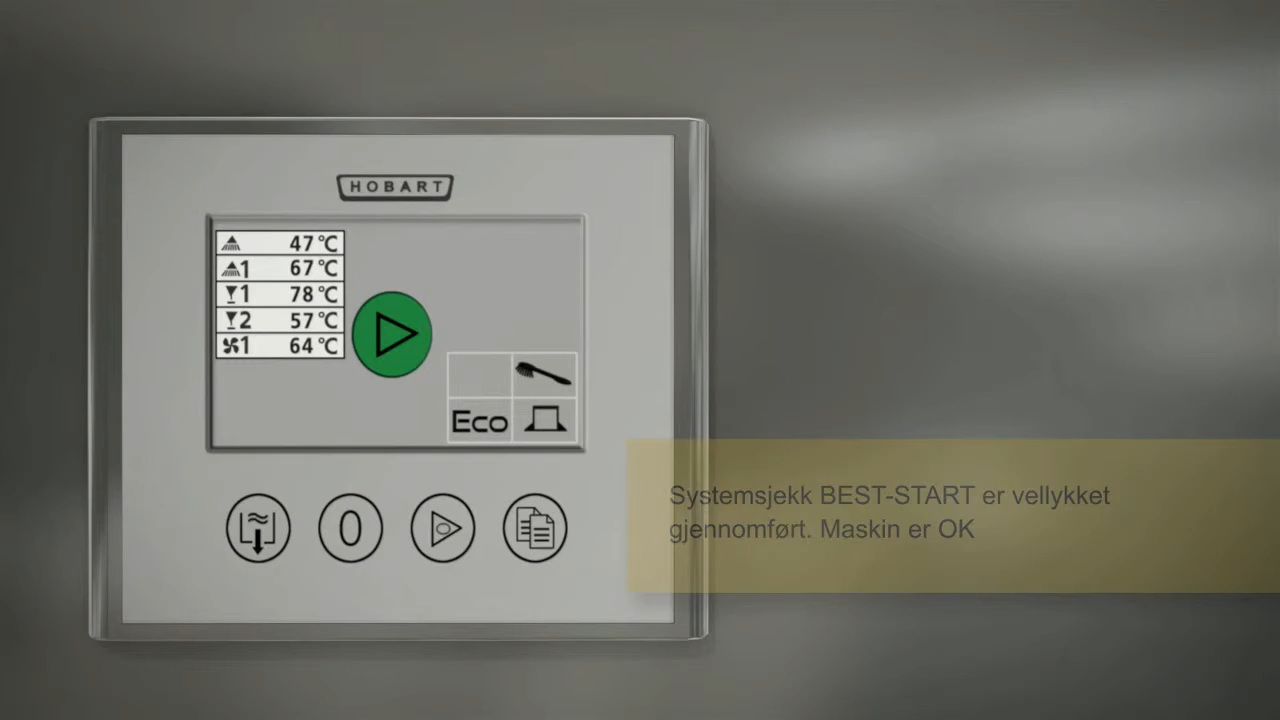 HOBART
47 °C
1 67 °C
1 78 °C
2 57 °C
1 64 °C
Eco
0
Systemsjekk BEST-START er vellykket
gjennomført. Maskin er OK